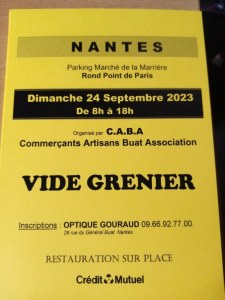 NANTES
Parking Marché de la Marrière
Rond Point de Paris
Dimanche 24 Septembre 2023
De 8h à 18h
Organisé par C.A.B.A
Commerçants Artisans Buat Association
VIDE GRENIER
Inscriptions : OPTIQUE GOURAUD 09.66.92.77.00.
26 rue du Général Buat. Nantes.
RESTAURATION SUR PLACE
Crédit Mutuel